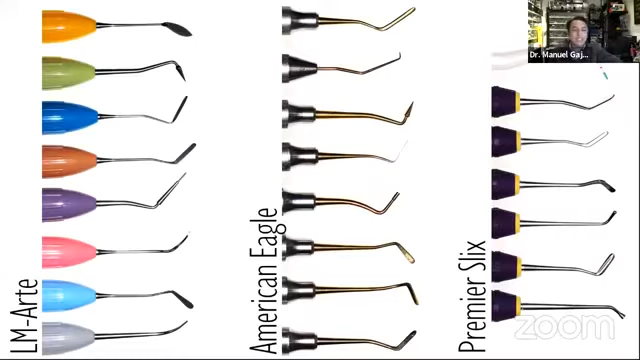 LM-Arte
American Eagle
Premier Slix
Dr. Manuel Gaj...
zoom